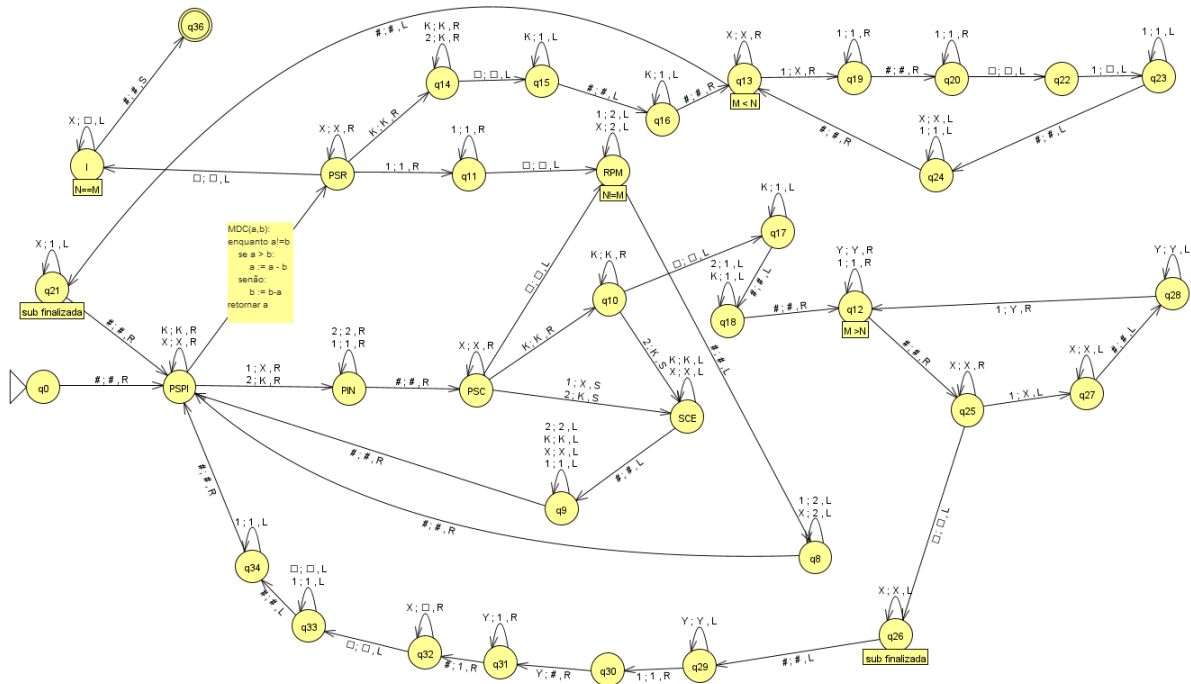 q36
#; #, L
K; K, R
2; K, R
K; 1, L
X; X, R
1; 1, R
1; 1, R
1; 1, L
#; #, S
q14
□; □, L
q15
K; 1, L
q13
1; X, R
q19
#; #, R
q20
□; □, L
q22
1; □, L
q23
X; □, L
#; #, L
#; #, R
M < N
I
N==M
X; X, R
K; K, R
1; 1, R
q16
1; 2, L
X; 2, L
□; □, L
PSR
1; 1, R
q11
□; □, L
RPM
N!=M
#; #, R
X; X, L
1; 1, L
q24
#; #, L
MDC(a,b):
enquanto a!=b
se a > b:
a := a - b
senão:
b := b-a
retornar a
K; 1, L
q17
X; 1, L
q21
sub finalizada
□; □, L
K; K, R
q10
□; □, L
2; 1, L
K; 1, L
#; #, L
q18
#; #, R
Y; Y, R
1; 1, R
q12
M >N
Y; Y, L
q28
1; Y, R
#; #, R
K; K, R
X; X, R
2; 2, R
1; 1, R
X; X, R
K; K, R
2; K, S
#; #, L
#; #, R
X; X, L
#; #, L
q0
#; #, R
PSPI
1; X, R
2; K, R
PIN
#; #, R
PSC
1; X, S
2; K, S
K; K, L
X; X, L
SCE
X; X, R
q25
1; X, L
q27
2; 2, L
K; K, L
X; X, L
1; 1, L
#; #, R
#; #, L
q9
#; #, R
#; #, R
1; 2, L
X; 2, L
q8
□; □, L
1; 1, L
q34
□; □, L
1; 1, L
#; #, L
q33
X; □, R
□; □, L
q32
Y; 1, R
#; 1, R
q31
Y; #, R
q30
1; 1, R
Y; Y, L
q29
#; #, L
X; X, L
q26
sub finalizada